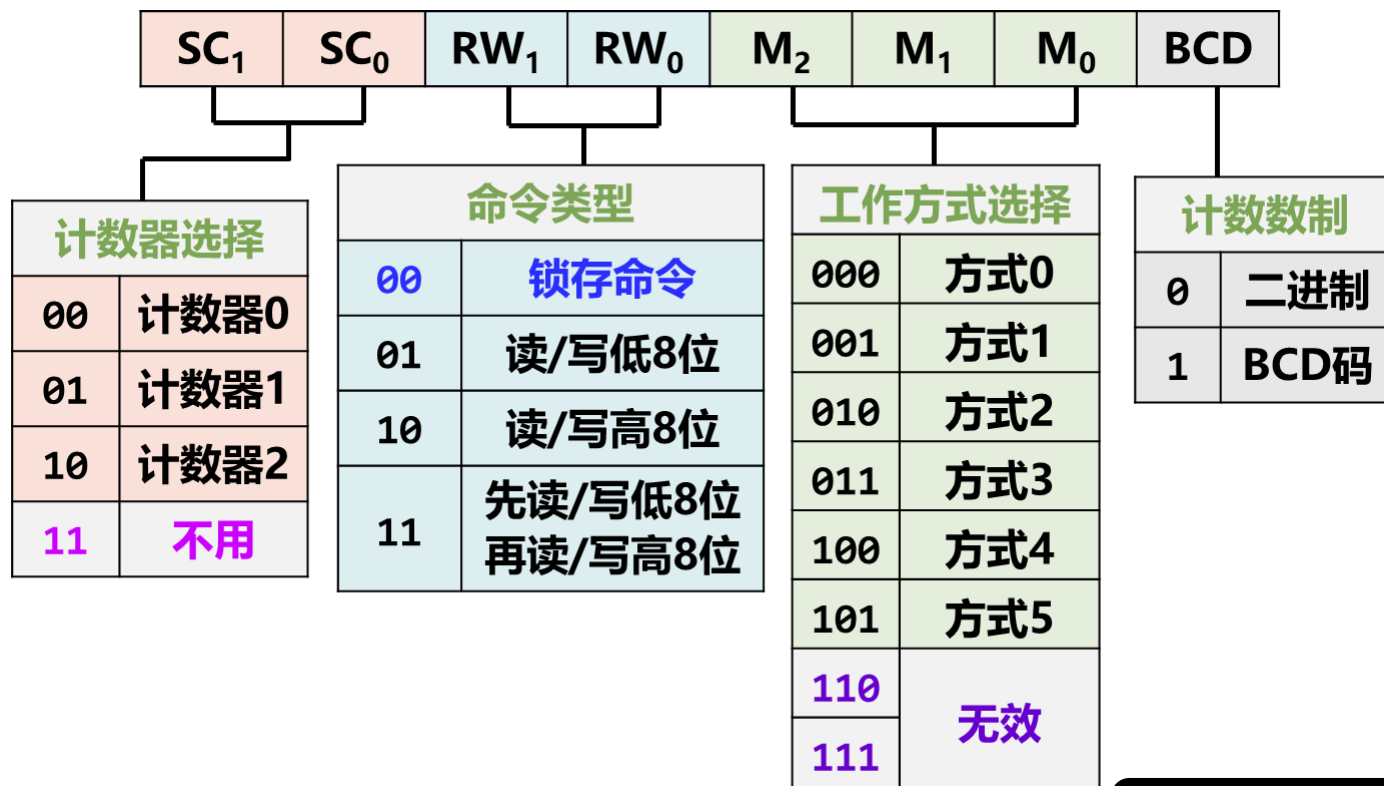 SC₁ SC₀ RW₁ RW₀ M₂ M₁ M₀ BCD
计数器选择
00 计数器0
01 计数器1
10 计数器2
11 不用
命令类型
00 锁存命令
01 读/写低8位
10 读/写高8位
11 先读/写低8位
再读/写高8位
工作方式选择
000 方式0
001 方式1
010 方式2
011 方式3
100 方式4
101 方式5
110 无效
111
计数数制
0 二进制
1 BCD码